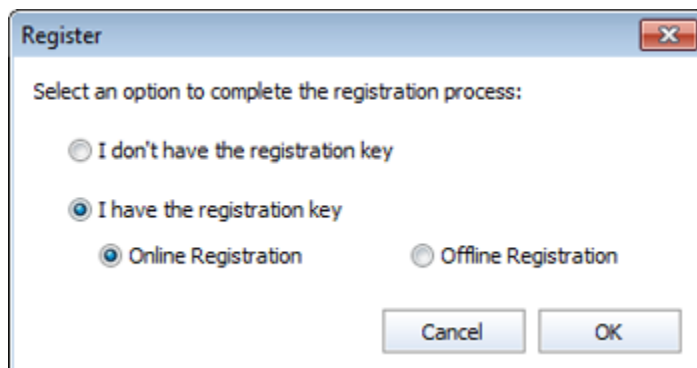 Register
Select an option to complete the registration process:
I don't have the registration key
I have the registration key
Online Registration Offline Registration
Cancel OK